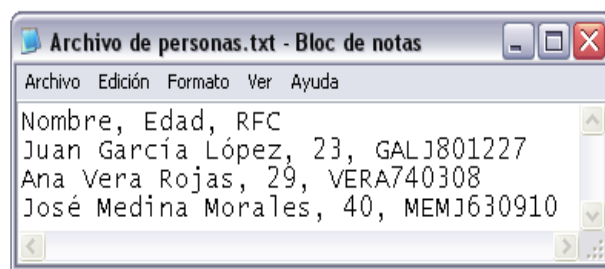 Archivo de personas.txt - Bloc de notas
Archivo Edición Formato Ver Ayuda
Nombre, Edad, RFC
Juan García López, 23, GALJ801227
Ana Vera Rojas, 29, VERA740308
José Medina Morales, 40, MEMJ630910